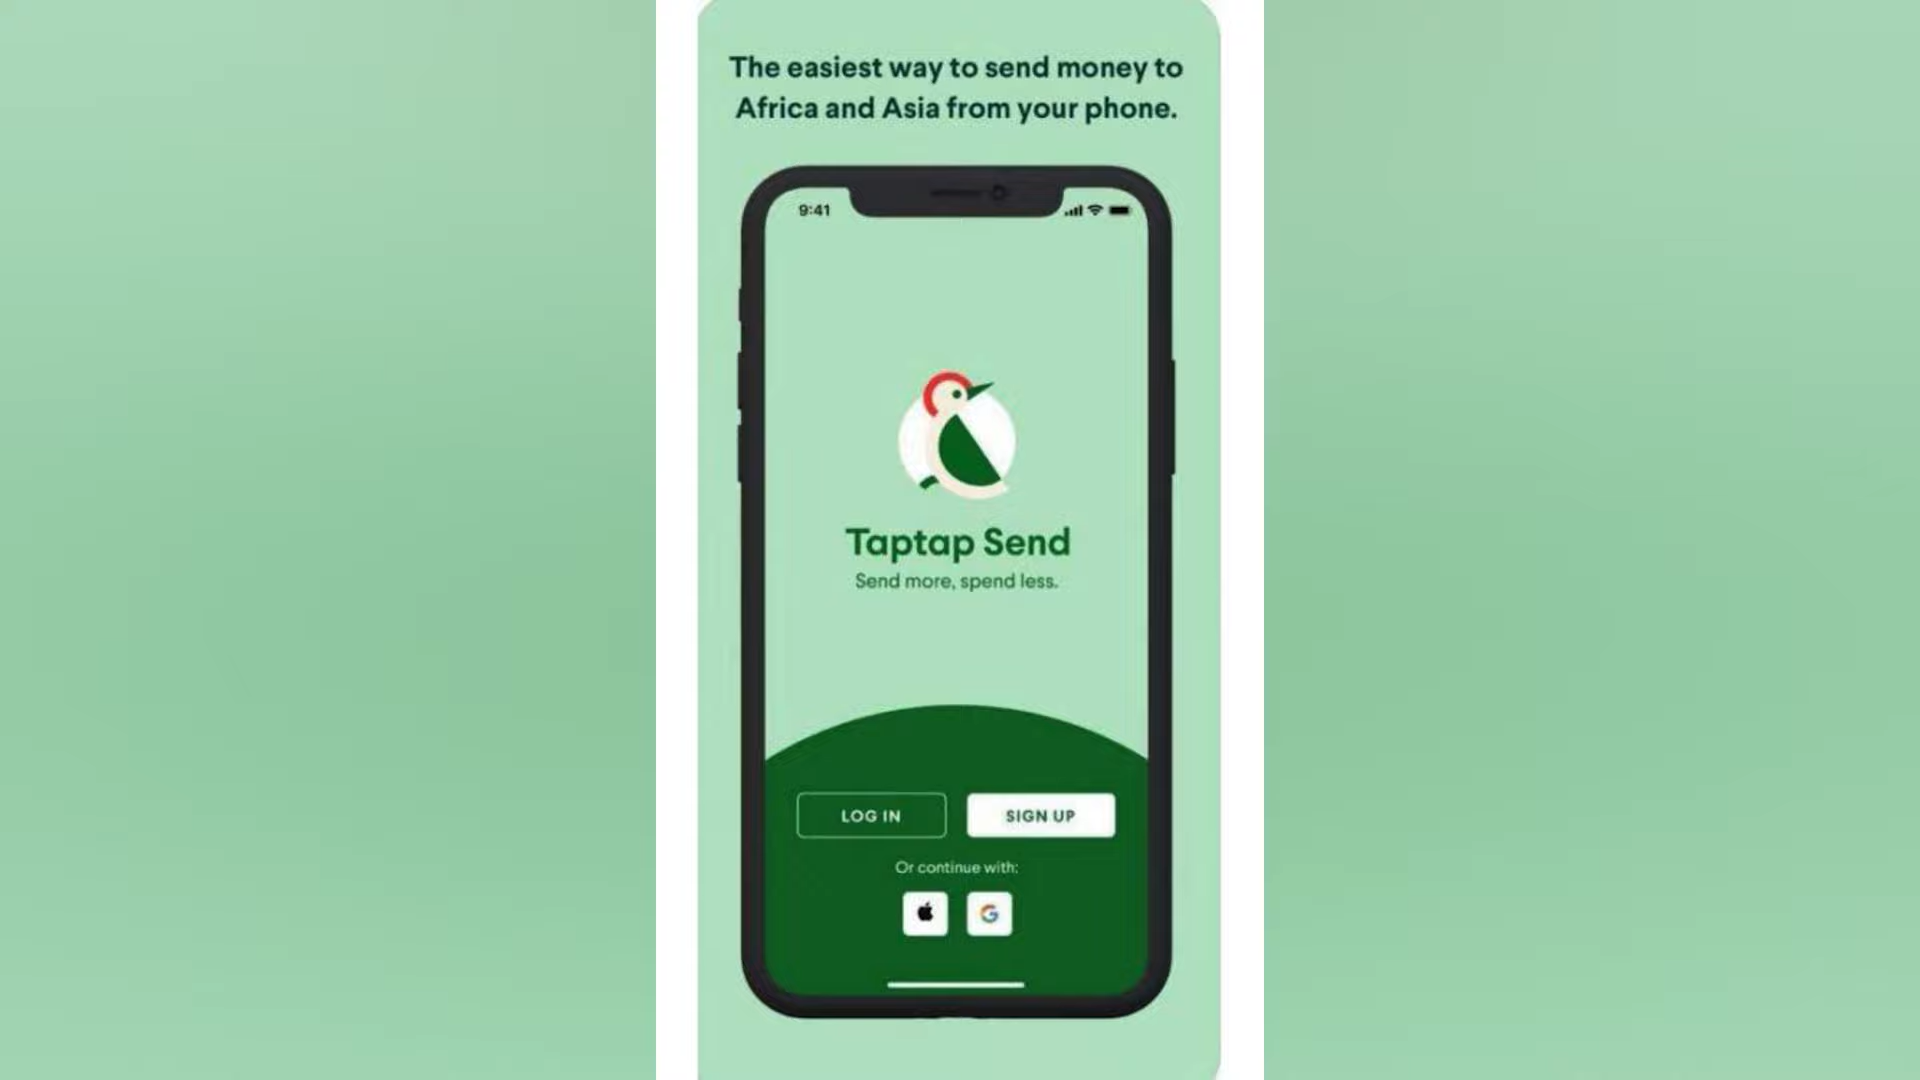 The easiest way to send money to
Africa and Asia from your phone.
9:41
Taptap Send
Send more, spend less.
LOG IN
SIGN UP
Or continue with: